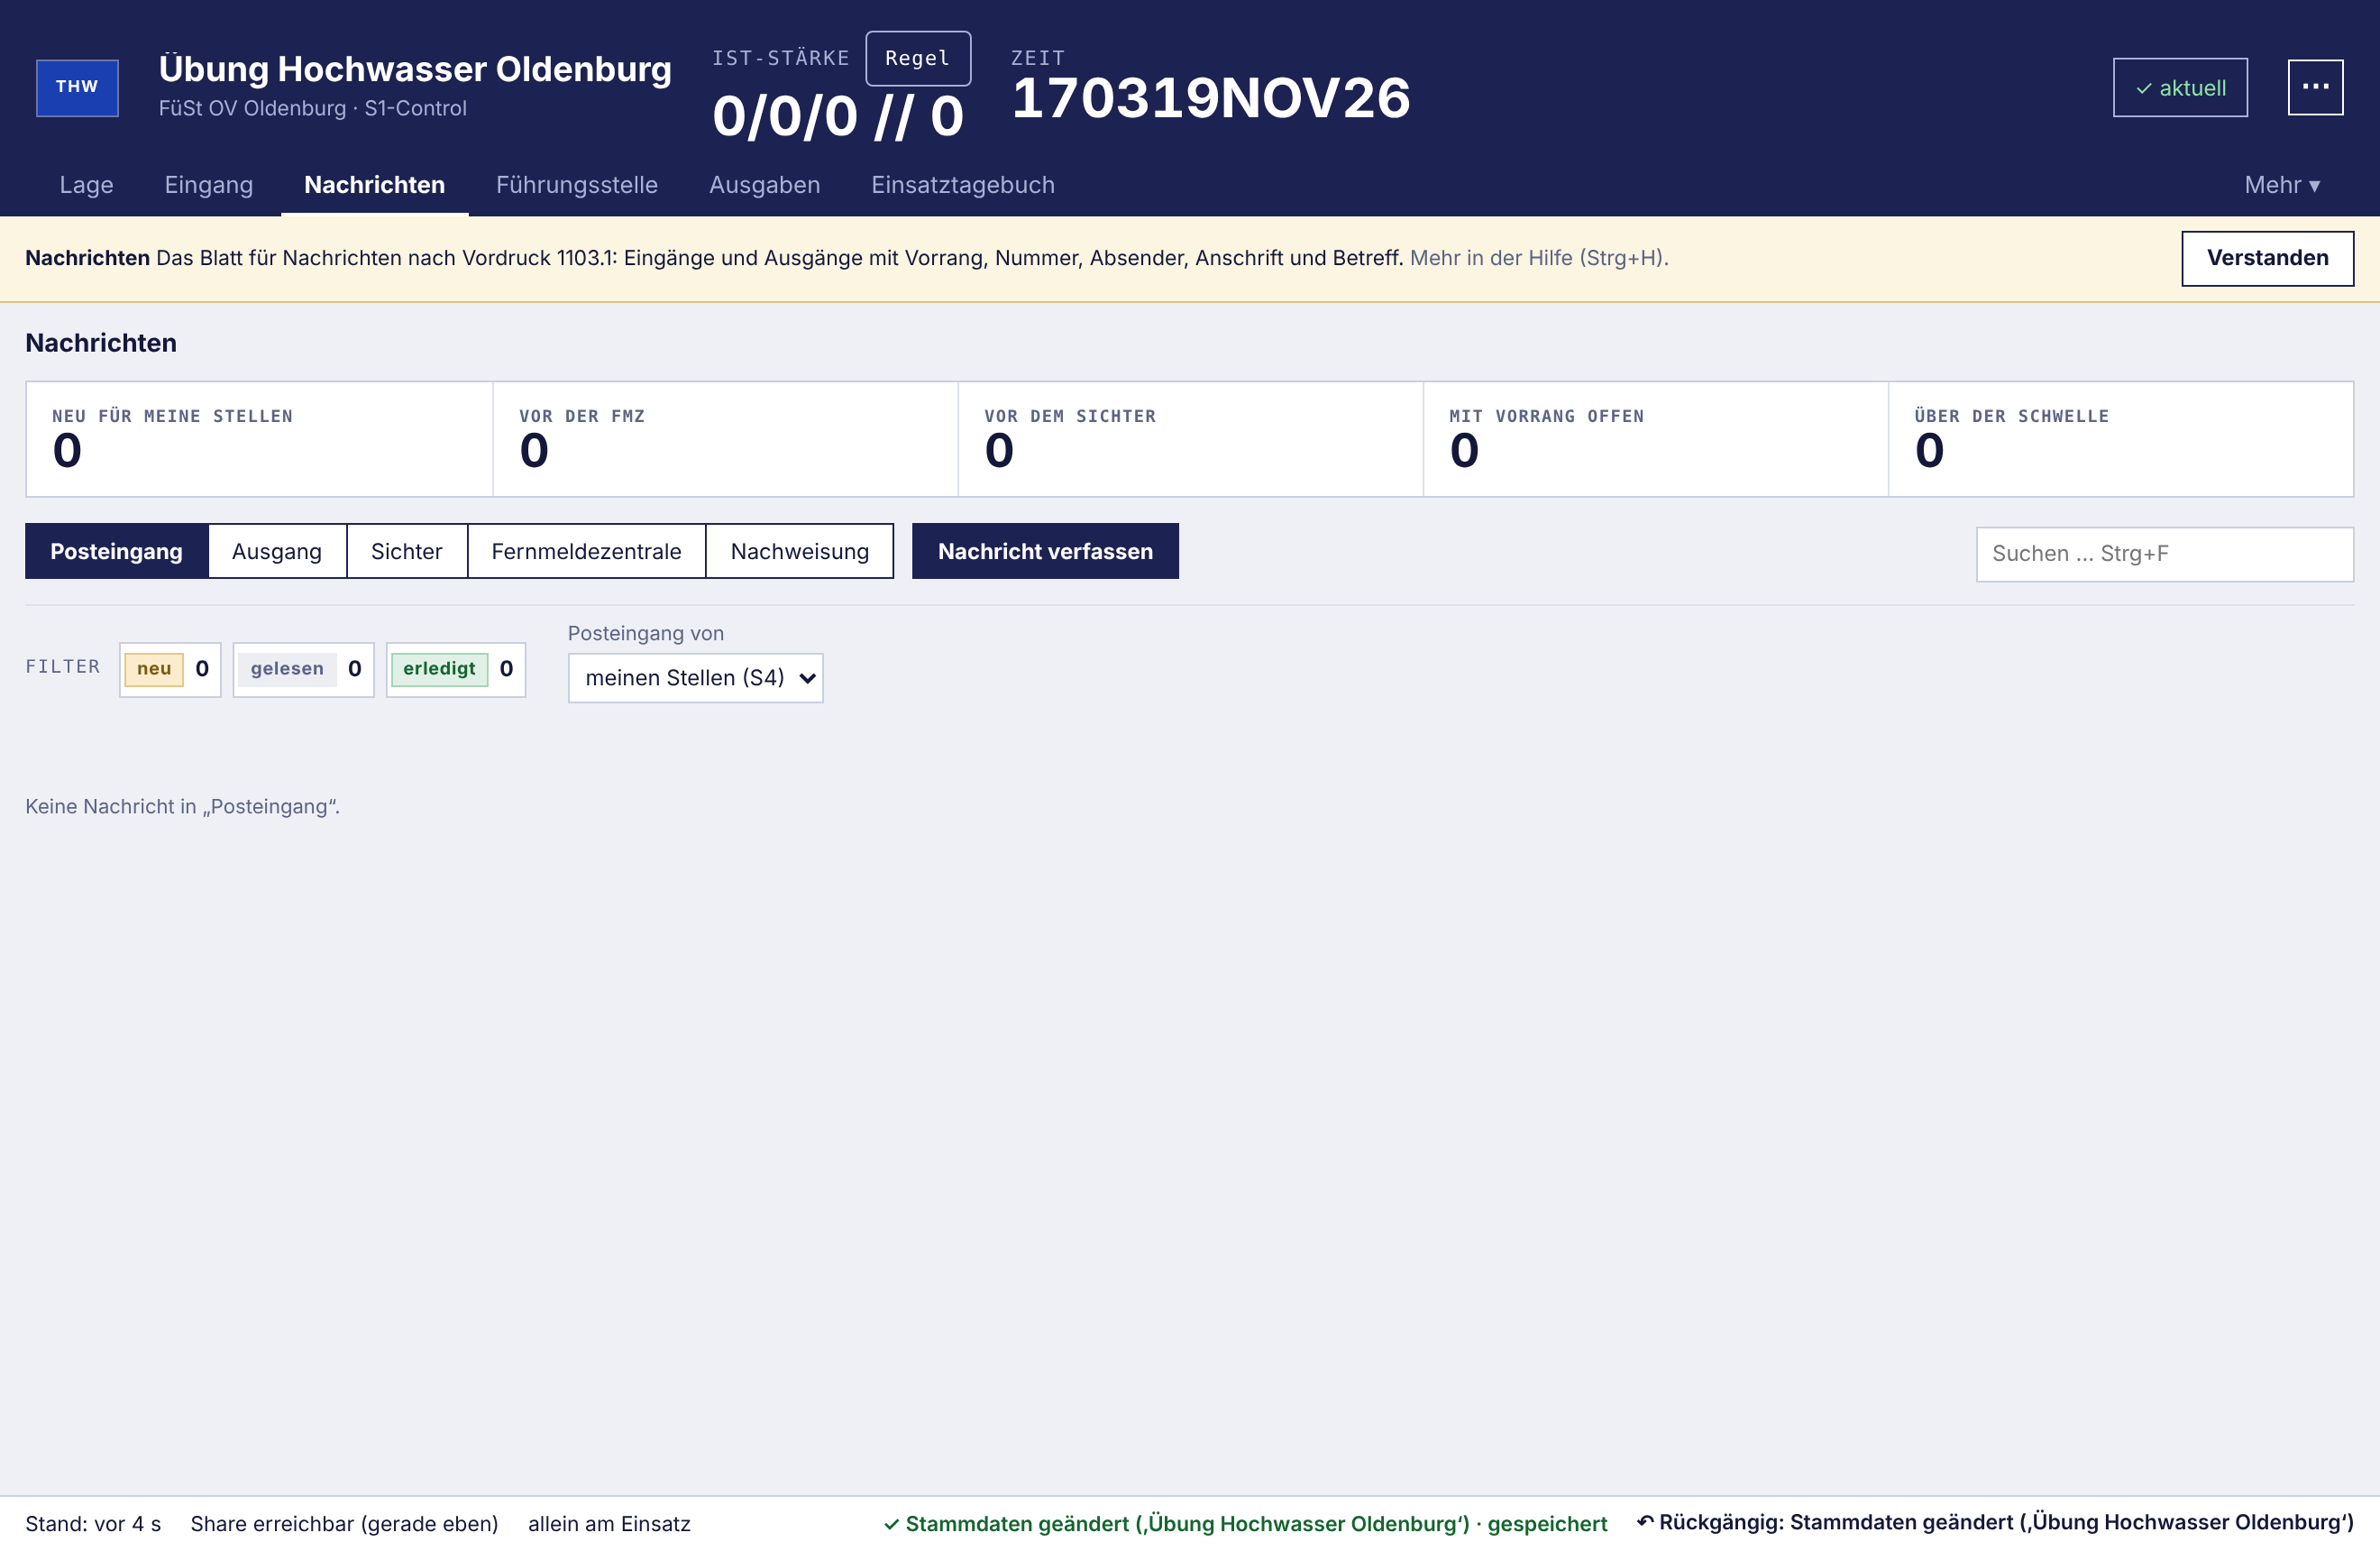 THW
Übung Hochwasser Oldenburg
FüSt OV Oldenburg · S1-Control
IST-STÄRKE Regel
0/0/0 // 0
ZEIT
170319NOV26
✓ aktuell
⋯
Lage Eingang Nachrichten Führungsstelle Ausgaben Einsatztagebuch Mehr ▾
Nachrichten Das Blatt für Nachrichten nach Vordruck 1103.1: Eingänge und Ausgänge mit Vorrang, Nummer, Absender, Anschrift und Betreff. Mehr in der Hilfe (Strg+H). Verstanden
Nachrichten
NEU FÜR MEINE STELLEN
0
VOR DER FMZ
0
VOR DEM SICHTER
0
MIT VORRANG OFFEN
0
ÜBER DER SCHWELLE
0
Posteingang Ausgang Sichter Fernmeldezentrale Nachweisung Nachricht verfassen Suchen … Strg+F
FILTER neu 0 gelesen 0 erledigt 0
Posteingang von
meinen Stellen (S4)
Keine Nachricht in „Posteingang“.
Stand: vor 4 s Share erreichbar (gerade eben) allein am Einsatz ✓ Stammdaten geändert (‚Übung Hochwasser Oldenburg‘) · gespeichert ↶ Rückgängig: Stammdaten geändert (‚Übung Hochwasser Oldenburg‘)